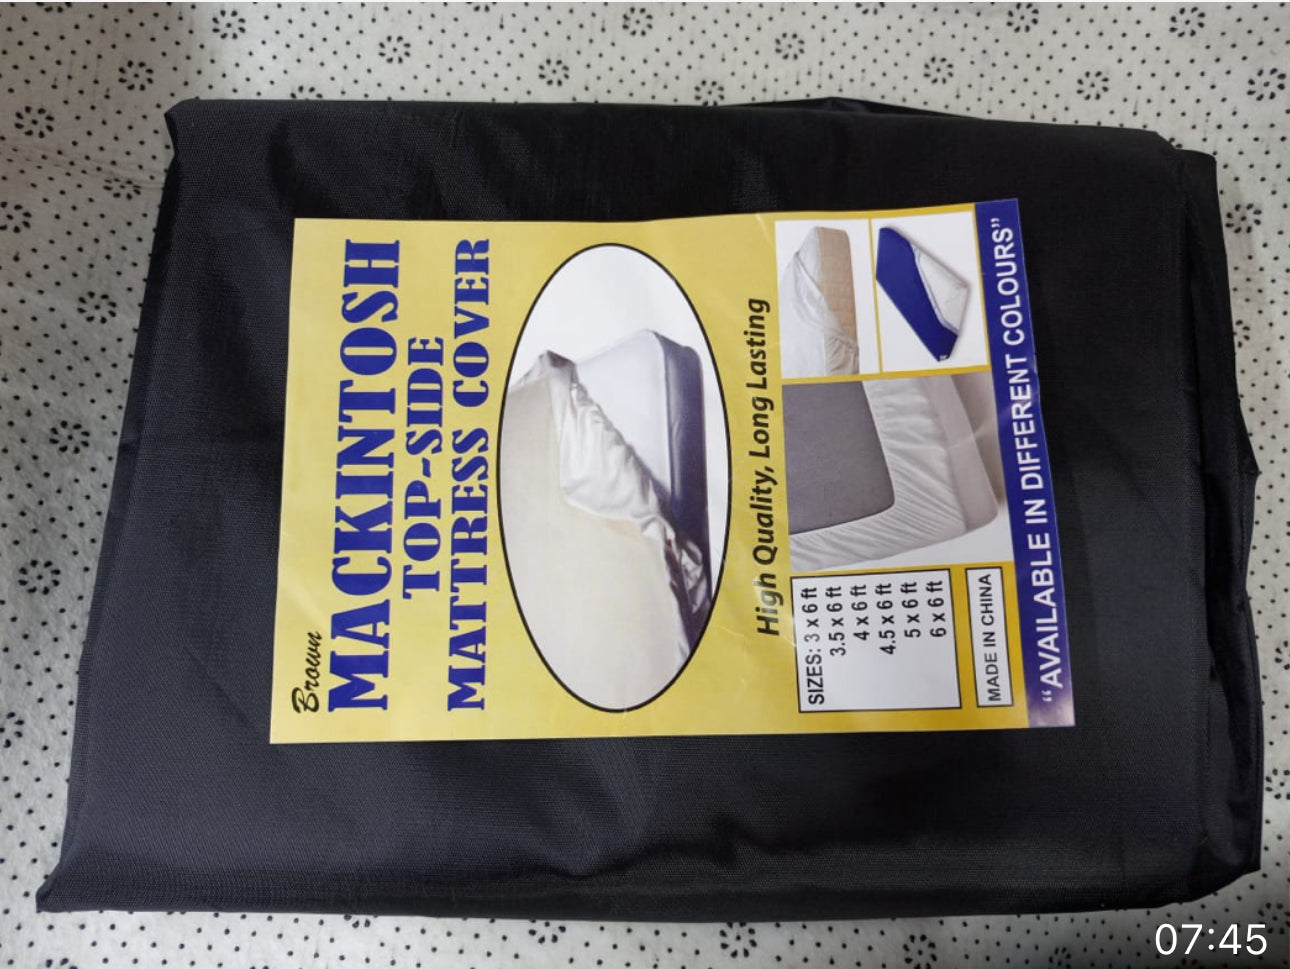 Brown
MACKINTOSH
TOP-SIDE
MATTRESS COVER
High Quality, Long Lasting
SIZES: 3 x 6 ft
3.5 x 6 ft
4 x 6 ft
4.5 x 6 ft
5 x 6 ft
6 x 6 ft
MADE IN CHINA
“AVAILABLE IN DIFFERENT COLOURS”
07:45